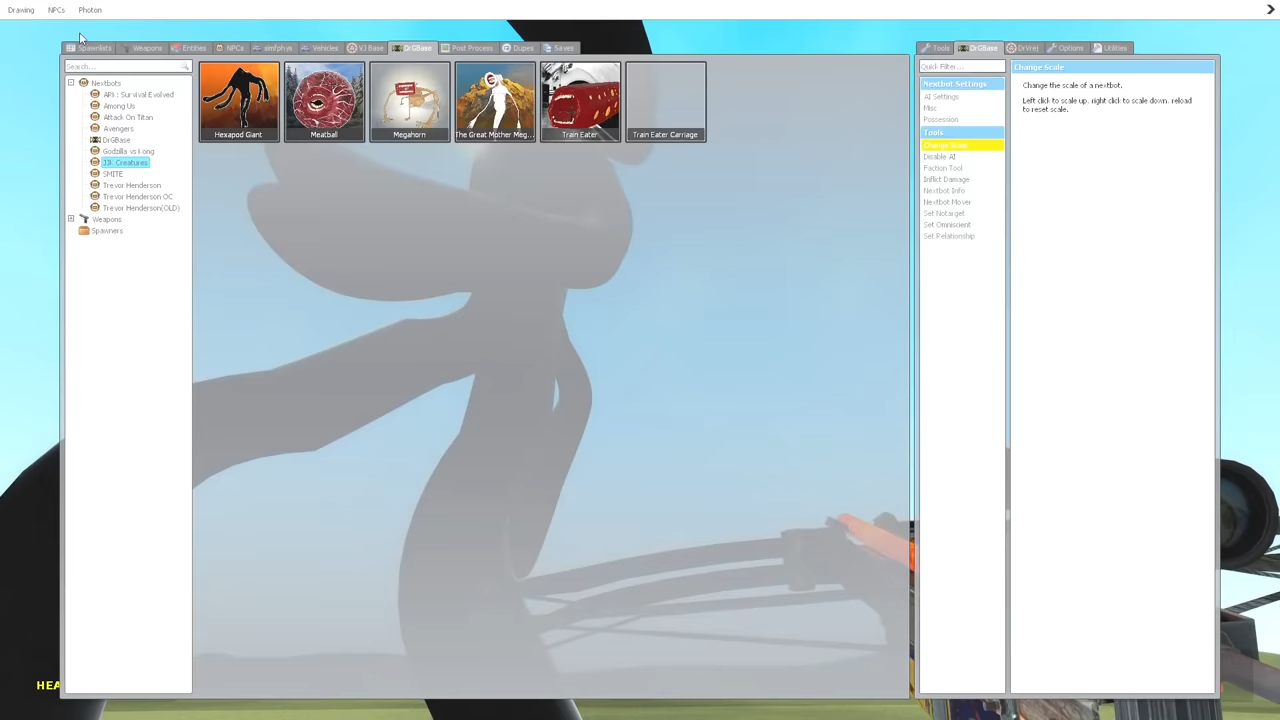 Drawing NPCs Photon
Spawnlists Weapons Entities NPCs simfphys Vehicles VJ Base DrGBase Post Process Dupes Saves
Tools DrGBase DrVrej Options Utilities
Search...
Nextbots
ARK: Survival Evolved
Among Us
Attack On Titan
Avengers
DrGBase
Godzilla vs Kong
JJK Creatures
SMITE
Trevor Henderson
Trevor Henderson OC
Trevor Henderson(OLD)
Weapons
Spawners
Hexapod Giant
Meatball
Megahorn
The Great Mother Meg...
Train Eater
Train Eater Carriage
Quick Filter...
Nextbot Settings
AI Settings
Misc
Possession
Tools
Change Scale
Disable AI
Faction Tool
Inflict Damage
Nextbot Info
Nextbot Mover
Set Notarget
Set Omniscient
Set Relationship
Change Scale
Change the scale of a nextbot.
Left click to scale up, right click to scale down, reload
to reset scale.
HEA